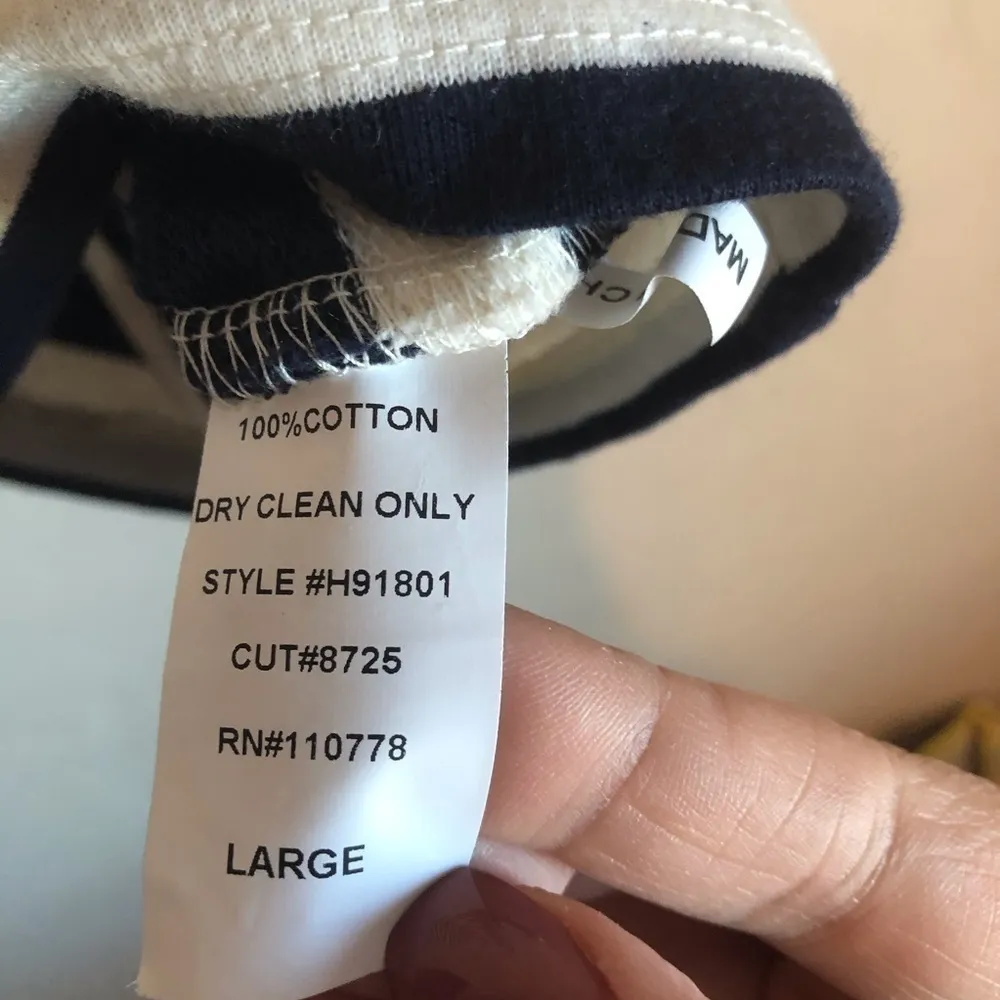 100%COTTON
DRY CLEAN ONLY
STYLE #H91801
CUT#8725
RN#110778
LARGE